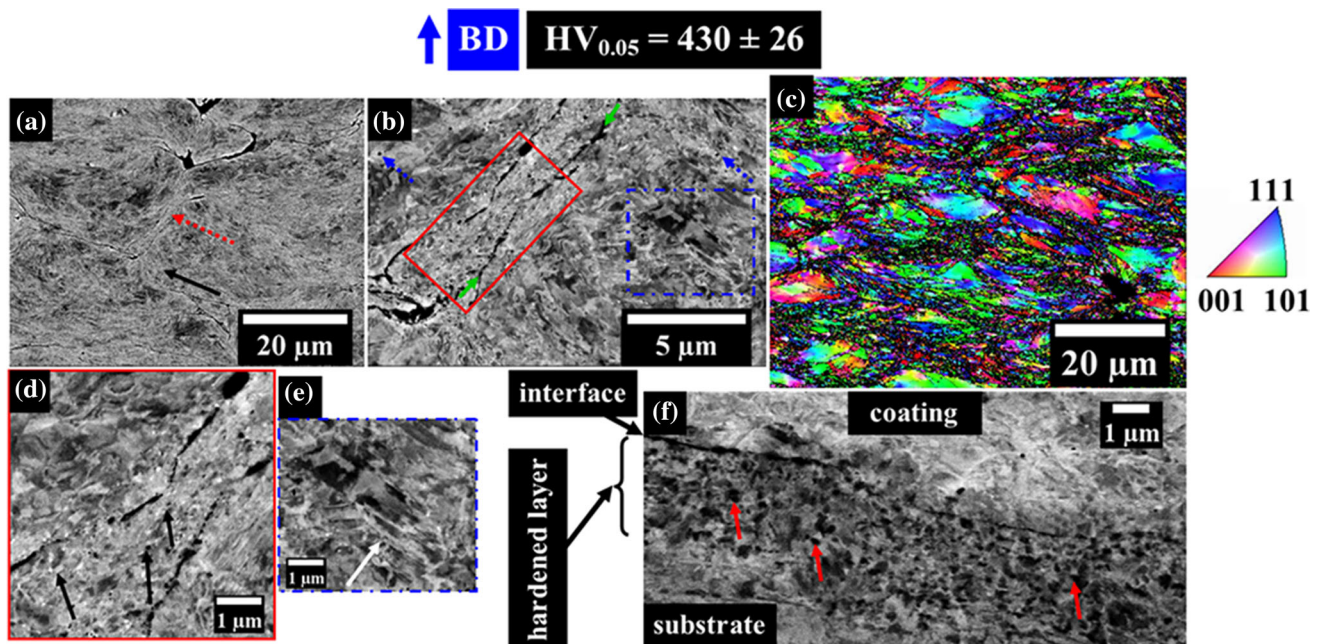 BD
HV0.05 = 430 ± 26
(a)
20 µm
(b)
5 µm
(c)
20 µm
111
001 101
(d)
1 µm
(e)
1 µm
interface
hardened layer
(f)
coating
1 µm
substrate